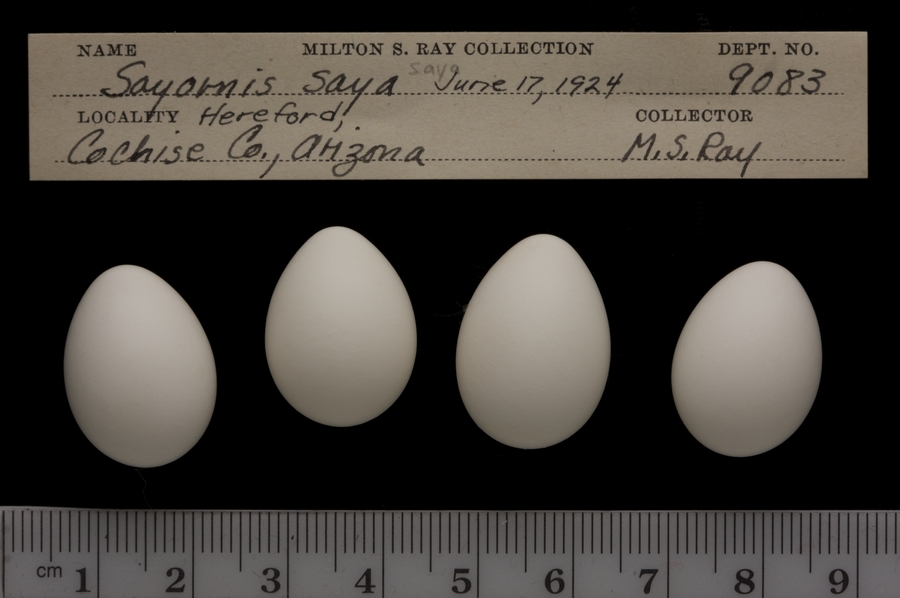 NAME MILTON S. RAY COLLECTION DEPT. NO.
Sayornis saya saya June 17, 1924 9083
LOCALITY Hereford, COLLECTOR
Cochise Co., Arizona M.S. Ray
cm 1 2 3 4 5 6 7 8 9